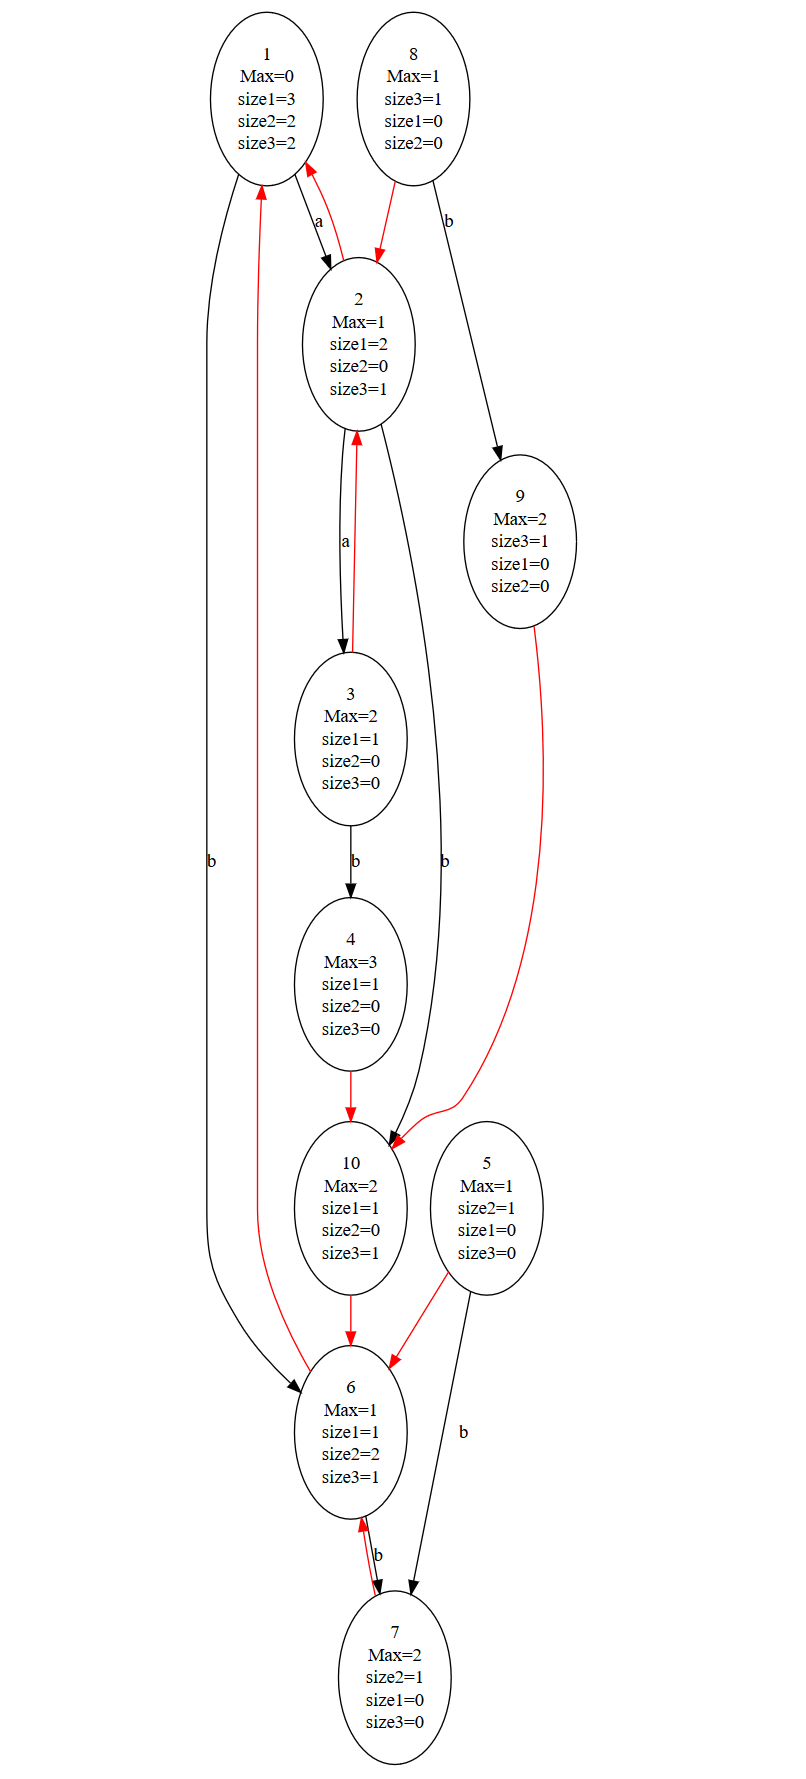 1
Max=0
size1=3
size2=2
size3=2
8
Max=1
size3=1
size1=0
size2=0
a
b
2
Max=1
size1=2
size2=0
size3=1
9
Max=2
size3=1
size1=0
size2=0
a
3
Max=2
size1=1
size2=0
size3=0
b
b
b
4
Max=3
size1=1
size2=0
size3=0
10
Max=2
size1=1
size2=0
size3=1
5
Max=1
size2=1
size1=0
size3=0
6
Max=1
size1=1
size2=2
size3=1
b
b
7
Max=2
size2=1
size1=0
size3=0